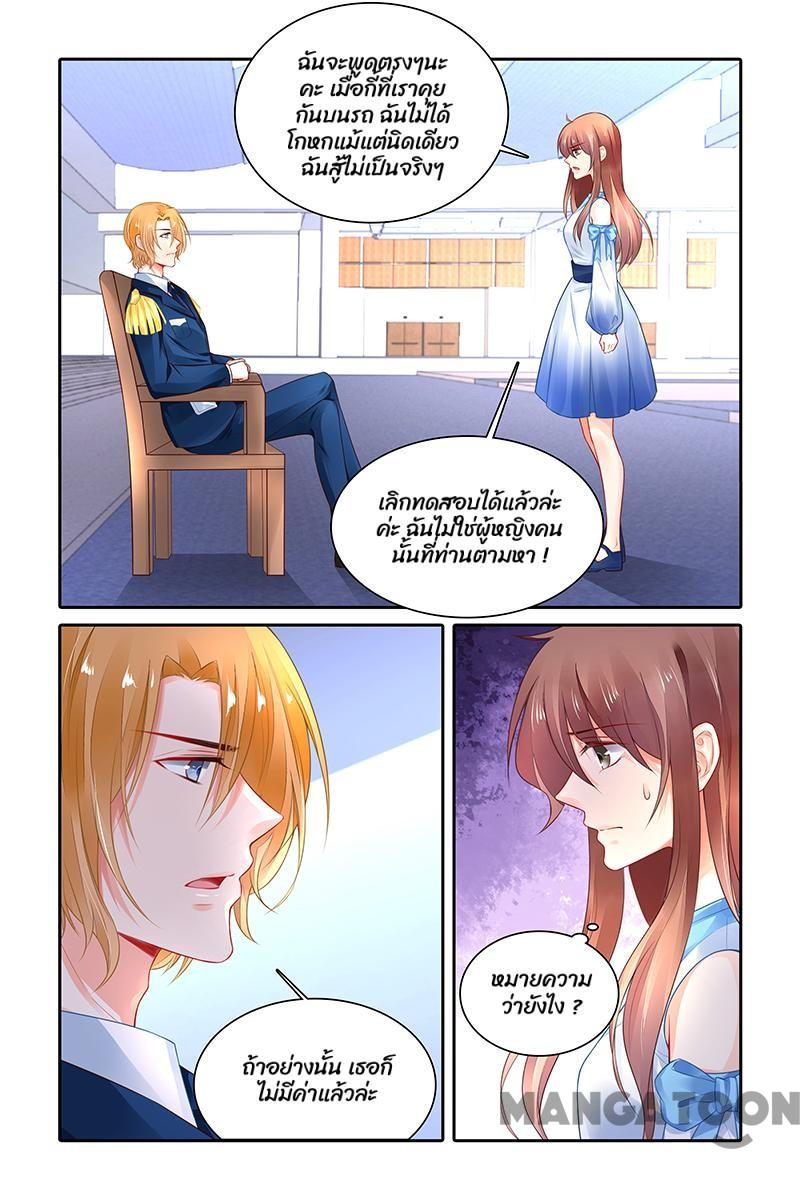 ฉันจะพูดตรงๆนะ
คะ เมื่อกี้ที่เราคุย
กันบนรถ ฉันไม่ได้
โกหกแม้แต่นิดเดียว
ฉันสู้ไม่เป็นจริงๆ
เลิกทดสอบได้แล้วล่ะ
ค่ะ ฉันไม่ใช่ผู้หญิงคน
นั้นที่ท่านตามหา !
ถ้าอย่างนั้น เธอก็
ไม่มีค่าแล้วล่ะ
หมายความ
ว่ายังไง ?
MANGATOON